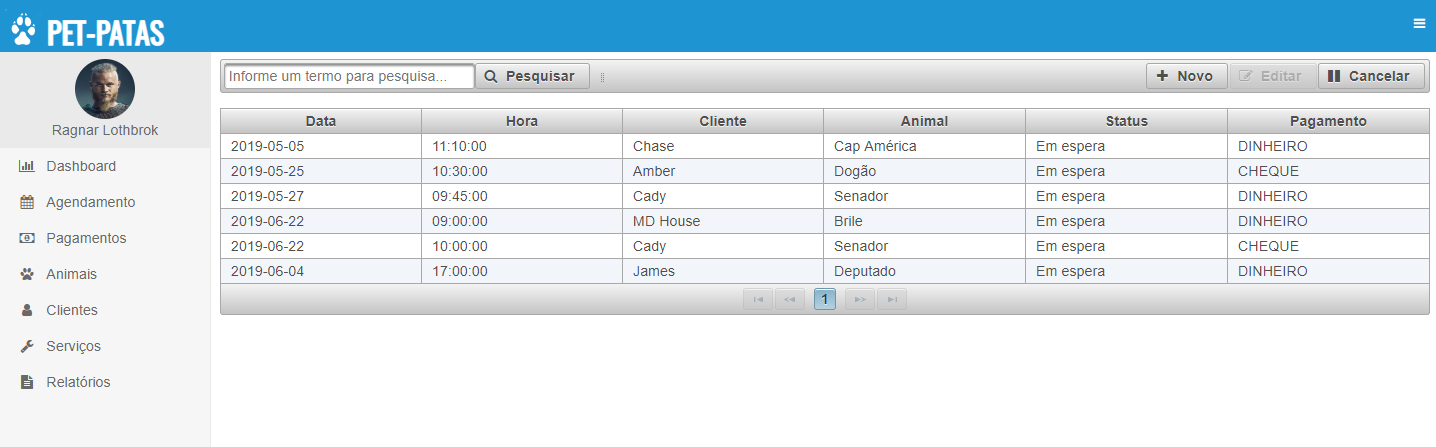 PET-PATAS
Ragnar Lothbrok
Dashboard
Agendamento
Pagamentos
Animais
Clientes
Serviços
Relatórios
Informe um termo para pesquisa... Pesquisar Novo Editar Cancelar
Data Hora Cliente Animal Status Pagamento
2019-05-05 11:10:00 Chase Cap América Em espera DINHEIRO
2019-05-25 10:30:00 Amber Dogão Em espera CHEQUE
2019-05-27 09:45:00 Cady Senador Em espera DINHEIRO
2019-06-22 09:00:00 MD House Brile Em espera DINHEIRO
2019-06-22 10:00:00 Cady Senador Em espera CHEQUE
2019-06-04 17:00:00 James Deputado Em espera DINHEIRO
1